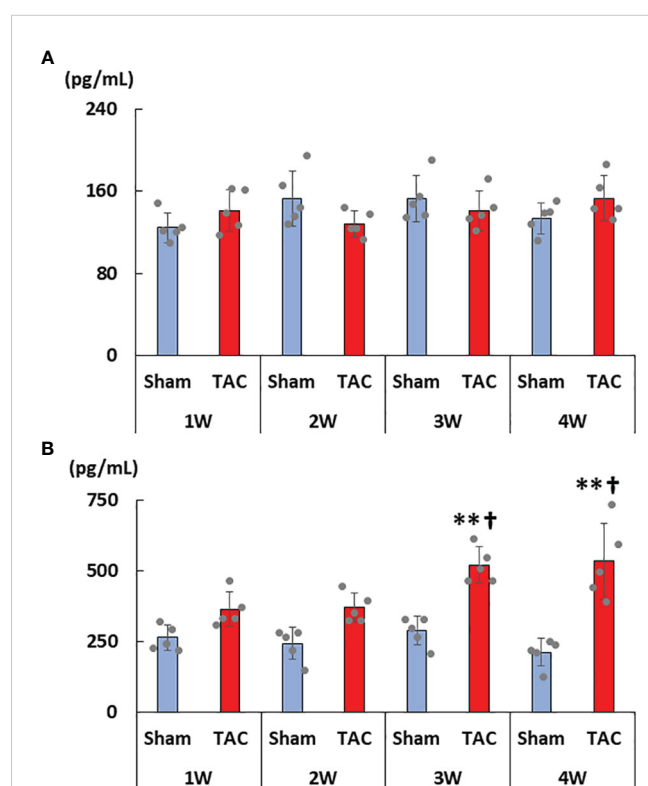 A
(pg/mL)
240
160
80
0
Sham TAC Sham TAC Sham TAC Sham TAC
1W 2W 3W 4W
B
(pg/mL)
**†
**†
750
500
250
0
Sham TAC Sham TAC Sham TAC Sham TAC
1W 2W 3W 4W